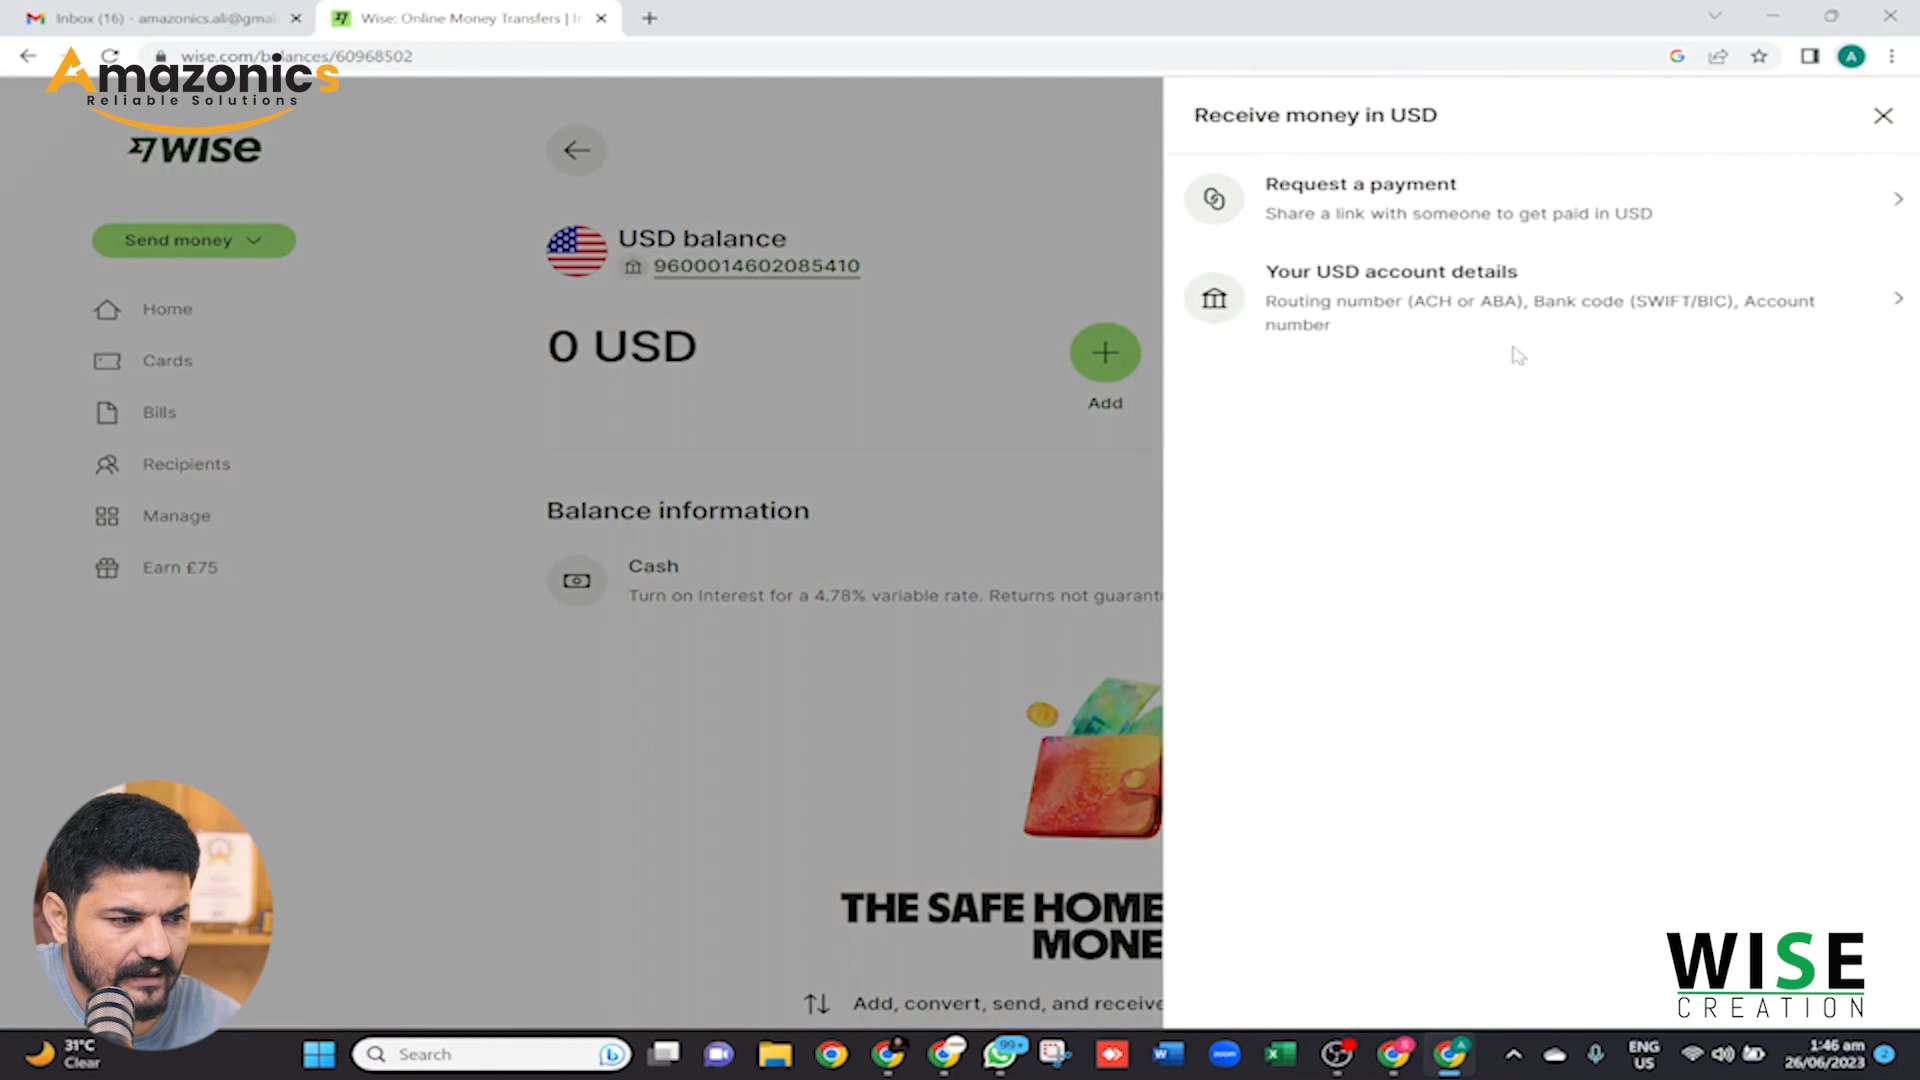 Inbox (16) - amazonics.ali@gmai
Wise: Online Money Transfers | In
wise.com/balances/60968502
Amazonics
Reliable Solutions
WISE
Send money
Home
Cards
Bills
Recipients
Manage
Earn £75
USD balance
9600014602085410
0 USD
Add
Balance information
Cash
Turn on Interest for a 4.78% variable rate. Returns not guarant
THE SAFE HOME
MONE
Add, convert, send, and receive
Receive money in USD
Request a payment
Share a link with someone to get paid in USD
Your USD account details
Routing number (ACH or ABA), Bank code (SWIFT/BIC), Account
number
WISE
CREATION
31°C
Clear
Search
99+
ENG
US
1:46 am
26/06/2023
2